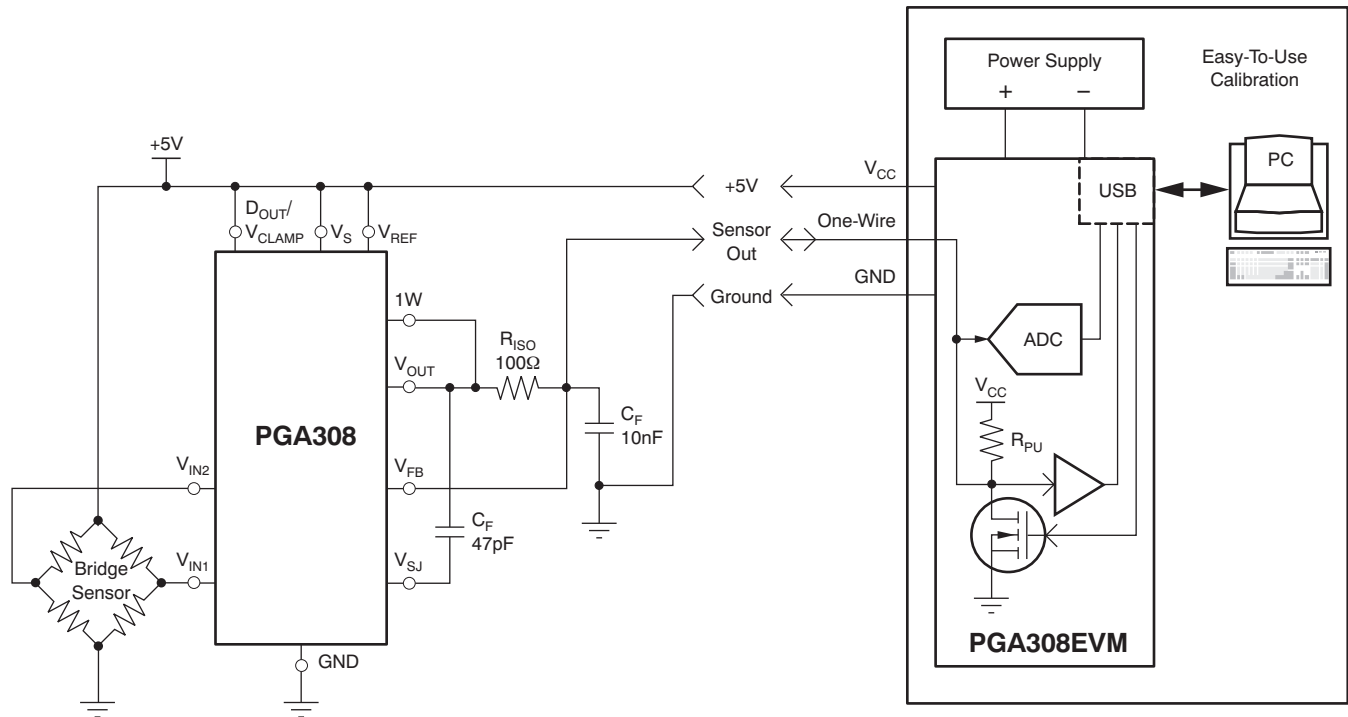 Power Supply
+ −
Easy-To-Use
Calibration
PC
USB
+5V
+5V
V_CC
D_OUT/
V_CLAMP
V_S
V_REF
Sensor
Out
One-Wire
Ground
GND
1W
R_ISO
100Ω
V_OUT
ADC
V_CC
R_PU
PGA308
C_F
10nF
V_IN2
V_FB
C_F
47pF
V_IN1
V_SJ
Bridge
Sensor
GND
PGA308EVM